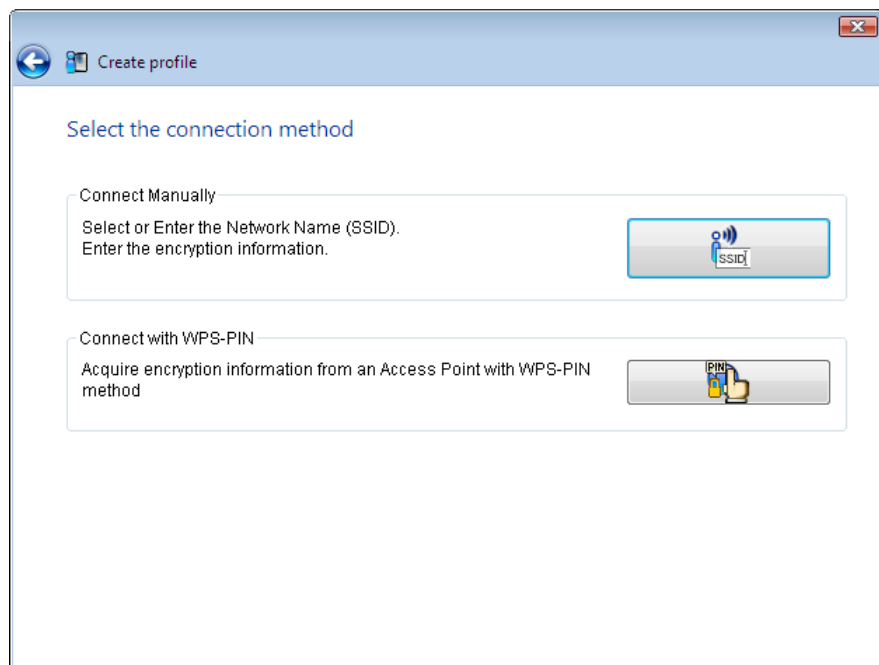 Create profile
Select the connection method
Connect Manually
Select or Enter the Network Name (SSID).
Enter the encryption information.
SSID
Connect with WPS-PIN
Acquire encryption information from an Access Point with WPS-PIN
method
PIN